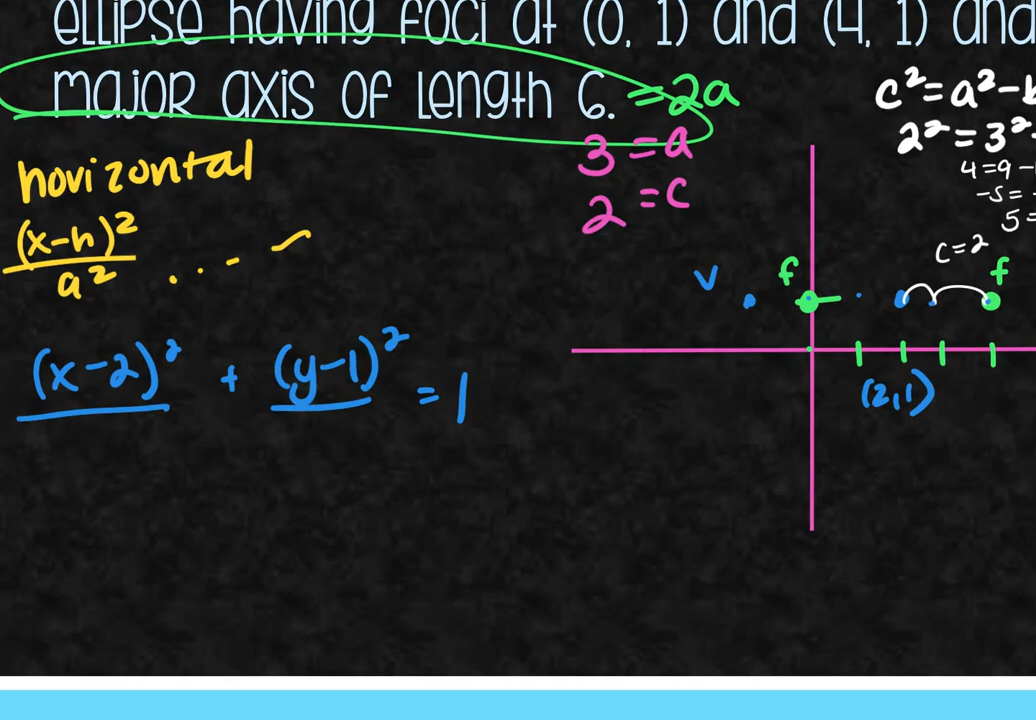 ellipse having foci at (0, 1) and (4, 1) and
major axis of length 6. = 2a
3 = a
2 = c
c² = a² -
2² = 3²
4 = 9 -
-5 =
5 =
c = 2
horizontal
(x-h)²
a² . . . -
v
f
f
(x-2)² + (y-1)² = 1
(2,1)